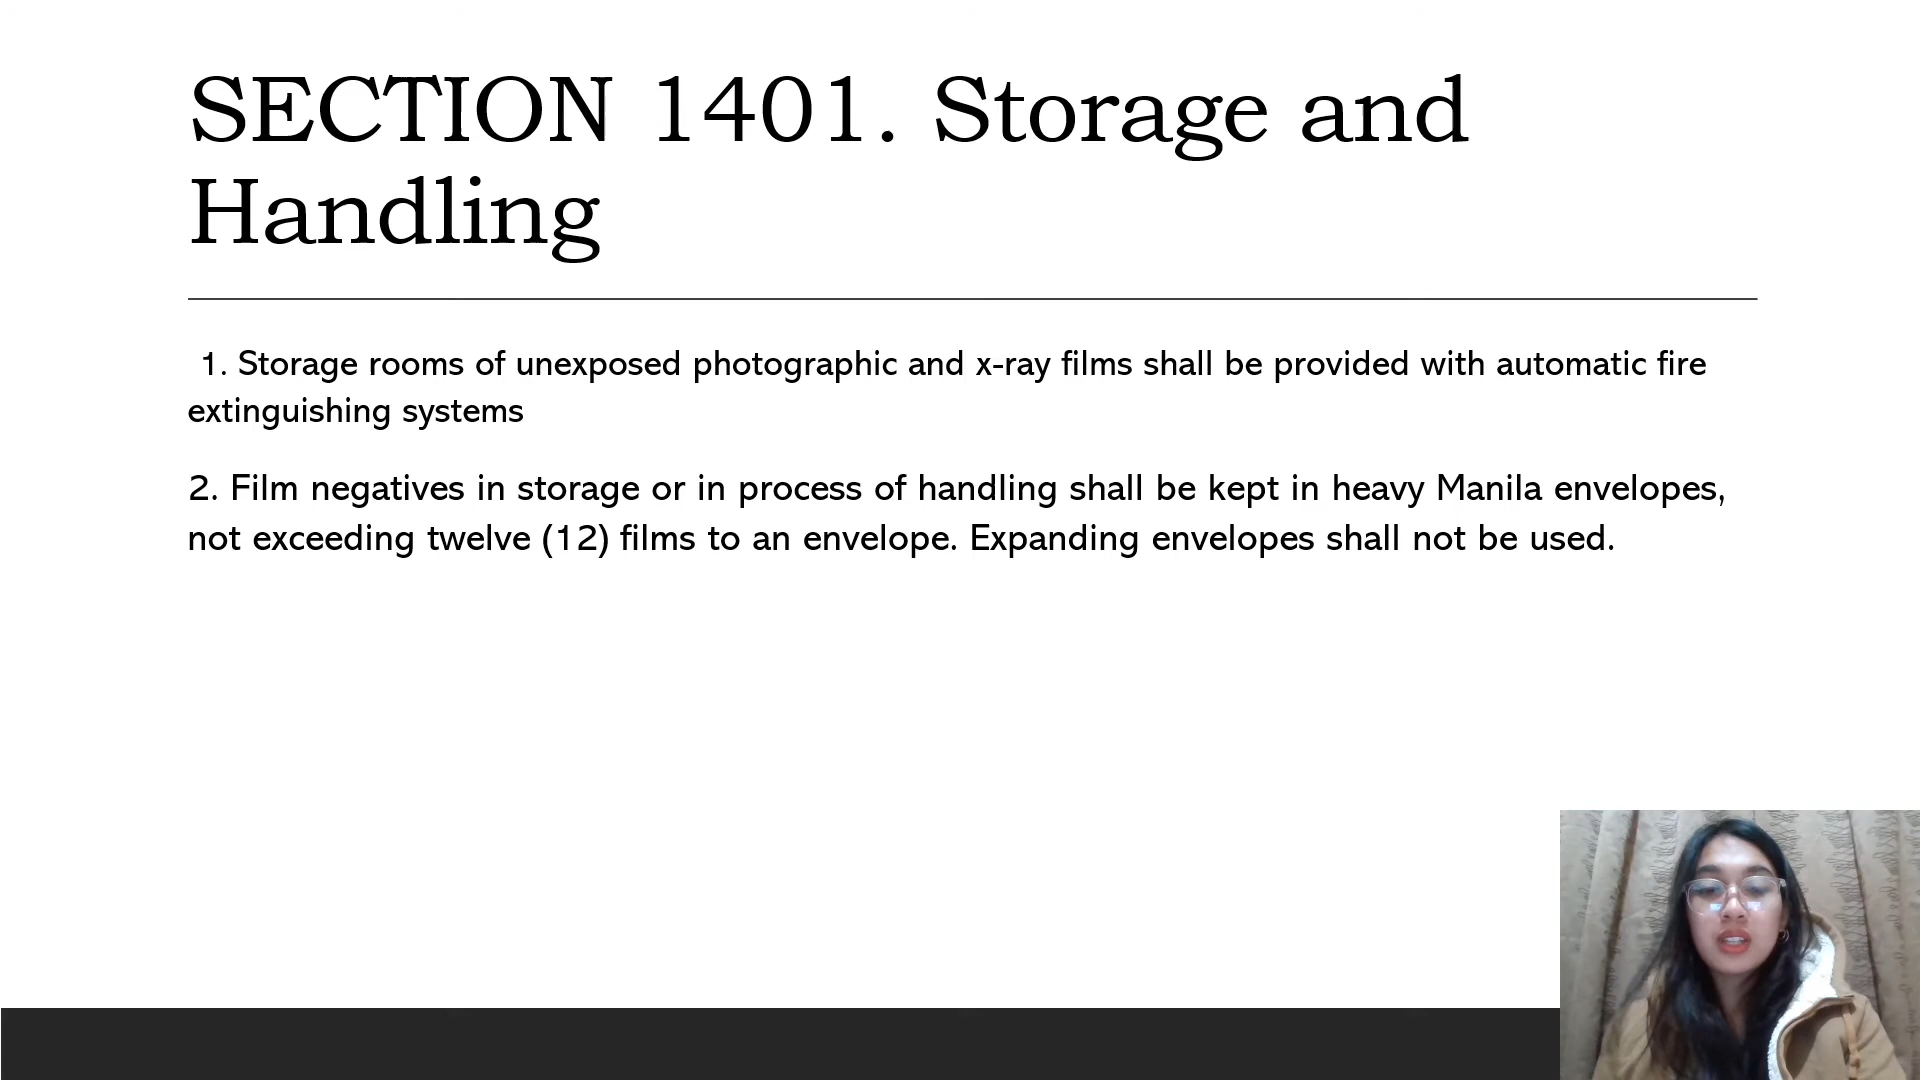 SECTION 1401. Storage and
Handling
1. Storage rooms of unexposed photographic and x-ray films shall be provided with automatic fire
extinguishing systems
2. Film negatives in storage or in process of handling shall be kept in heavy Manila envelopes,
not exceeding twelve (12) films to an envelope. Expanding envelopes shall not be used.